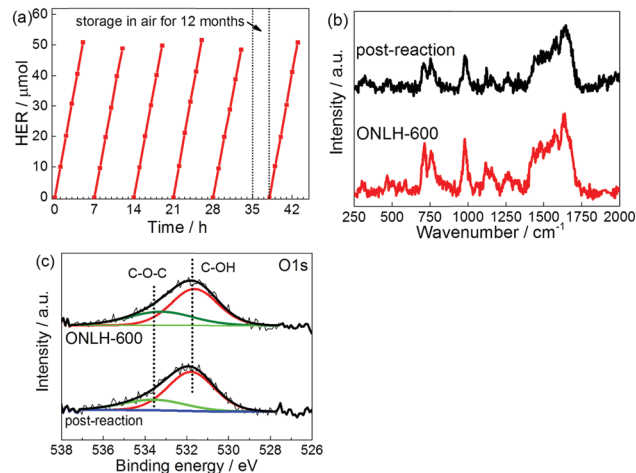 (a)
storage in air for 12 months
HER / μmol
60
50
40
30
20
10
0
0 7 14 21 28 35 42
Time / h
(b)
post-reaction
ONLH-600
Intensity / a.u.
250 500 750 1000 1250 1500 1750 2000
Wavenumber / cm-1
(c)
C-O-C
C-OH
O1s
ONLH-600
post-reaction
Intensity / a.u.
538 536 534 532 530 528 526
Binding energy / eV